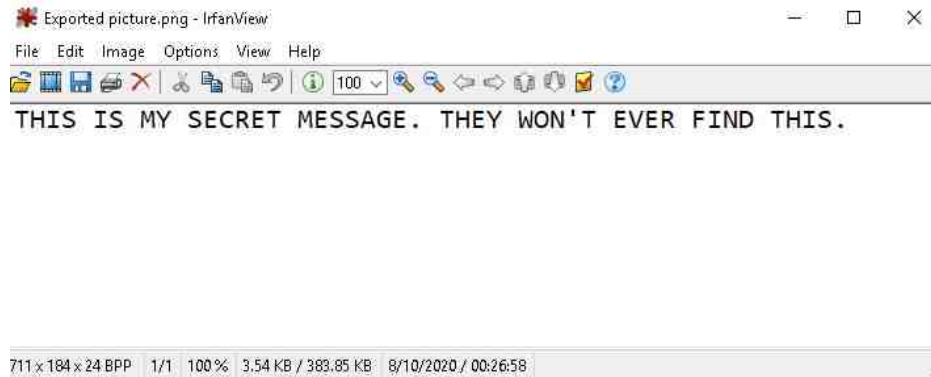 Exported picture.png - IrfanView
File Edit Image Options View Help
100
THIS IS MY SECRET MESSAGE. THEY WON'T EVER FIND THIS.
711 x 184 x 24 BPP 1/1 100% 3.54 KB / 383.85 KB 8/10/2020 / 00:26:58